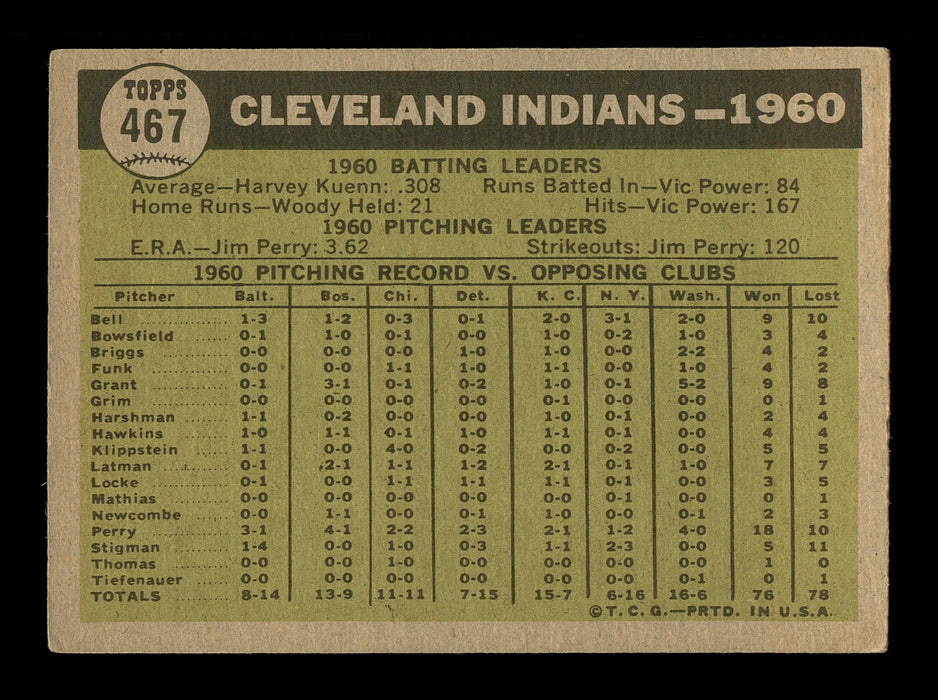 TOPPS
467
CLEVELAND INDIANS—1960
1960 BATTING LEADERS
Average—Harvey Kuenn: .308 Runs Batted In—Vic Power: 84
Home Runs—Woody Held: 21 Hits—Vic Power: 167
1960 PITCHING LEADERS
E.R.A.—Jim Perry: 3.62 Strikeouts: Jim Perry: 120
1960 PITCHING RECORD VS. OPPOSING CLUBS
Pitcher Balt. Bos. Chi. Det. K. C. N. Y. Wash. Won Lost
Bell ........ 1-3 1-2 0-3 0-1 2-0 3-1 2-0 9 10
Bowsfield ...... 0-1 1-0 0-1 0-0 1-0 0-2 1-0 3 4
Briggs ........ 0-0 0-0 0-0 1-0 1-0 0-0 2-2 4 2
Funk ........ 0-0 0-0 1-1 1-0 1-1 0-0 1-0 4 2
Grant ........ 0-1 3-1 0-1 0-2 1-0 0-1 5-2 9 8
Grim ........ 0-0 0-0 0-0 0-0 0-1 0-0 0-0 0 1
Harshman ...... 1-1 0-2 0-0 0-0 1-0 0-1 0-0 2 4
Hawkins ........ 1-0 1-1 0-1 1-0 1-1 0-1 0-0 4 4
Klippstein ...... 1-1 0-0 4-0 0-2 0-0 0-2 0-0 5 5
Latman ........ 0-1 2-1 1-1 1-2 2-1 0-1 1-0 7 7
Locke ........ 0-1 0-0 1-1 1-1 1-1 0-1 0-0 3 5
Mathias ........ 0-0 0-0 0-0 0-0 0-0 0-1 0-0 0 1
Newcombe ...... 0-0 1-1 0-0 0-1 1-0 0-0 0-1 2 3
Perry ........ 3-1 4-1 2-2 2-3 2-1 1-2 4-0 18 10
Stigman ........ 1-4 0-0 1-0 0-3 1-1 2-3 0-0 5 11
Thomas ........ 0-0 0-0 1-0 0-0 0-0 0-0 0-0 1 0
Tiefenauer ...... 0-0 0-0 0-0 0-0 0-0 0-0 0-1 0 1
TOTALS ........ 8-14 13-9 11-11 7-15 15-7 6-16 16-6 76 78
©T.C.G.—PRTD. IN U.S.A.